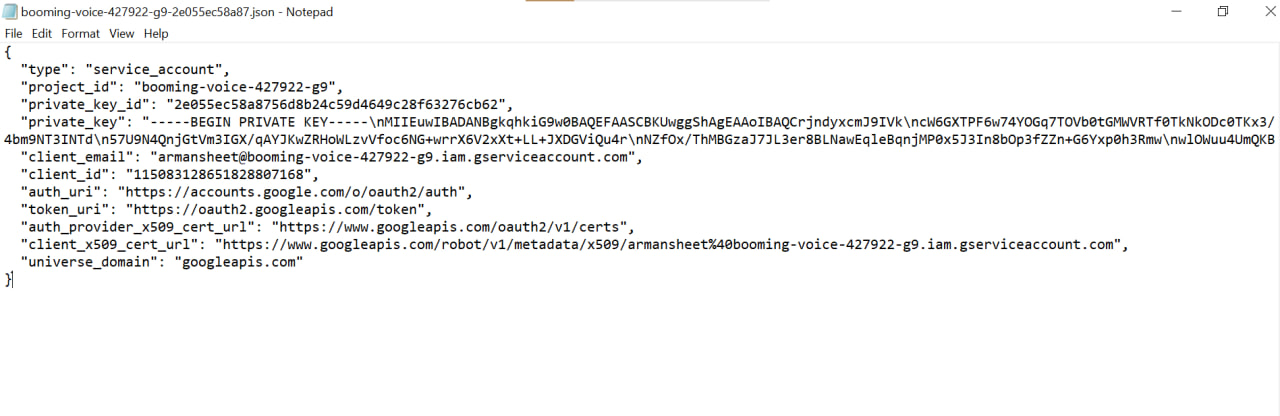 booming-voice-427922-g9-2e055ec58a87.json - Notepad
File Edit Format View Help
{
"type": "service_account",
"project_id": "booming-voice-427922-g9",
"private_key_id": "2e055ec58a8756d8b24c59d4649c28f63276cb62",
"private_key": "-----BEGIN PRIVATE KEY-----\nMIIEuwIBADANBgkqhkiG9w0BAQEFAASCBKUwggShAgEAAoIBAQCrjndyxcmJ9IVk\ncW6GXTPF6w74YOGq7TOVb0tGMWVRTf0TkNkODc0TKx3/
4bm9NT3INTd\n57U9N4QnjGtVm3IGX/qAYJKwZRHoWLzvVfoc6NG+wrrX6V2xXt+LL+JXDGViQu4r\nNZfOx/ThMBGzaJ7JL3er8BLNawEqleBqnjMP0x5J3In8bOp3fZZn+G6Yxp0h3Rmw\nwlOWuu4UmQKB
"client_email": "armansheet@booming-voice-427922-g9.iam.gserviceaccount.com",
"client_id": "115083128651828807168",
"auth_uri": "https://accounts.google.com/o/oauth2/auth",
"token_uri": "https://oauth2.googleapis.com/token",
"auth_provider_x509_cert_url": "https://www.googleapis.com/oauth2/v1/certs",
"client_x509_cert_url": "https://www.googleapis.com/robot/v1/metadata/x509/armansheet%40booming-voice-427922-g9.iam.gserviceaccount.com",
"universe_domain": "googleapis.com"
}